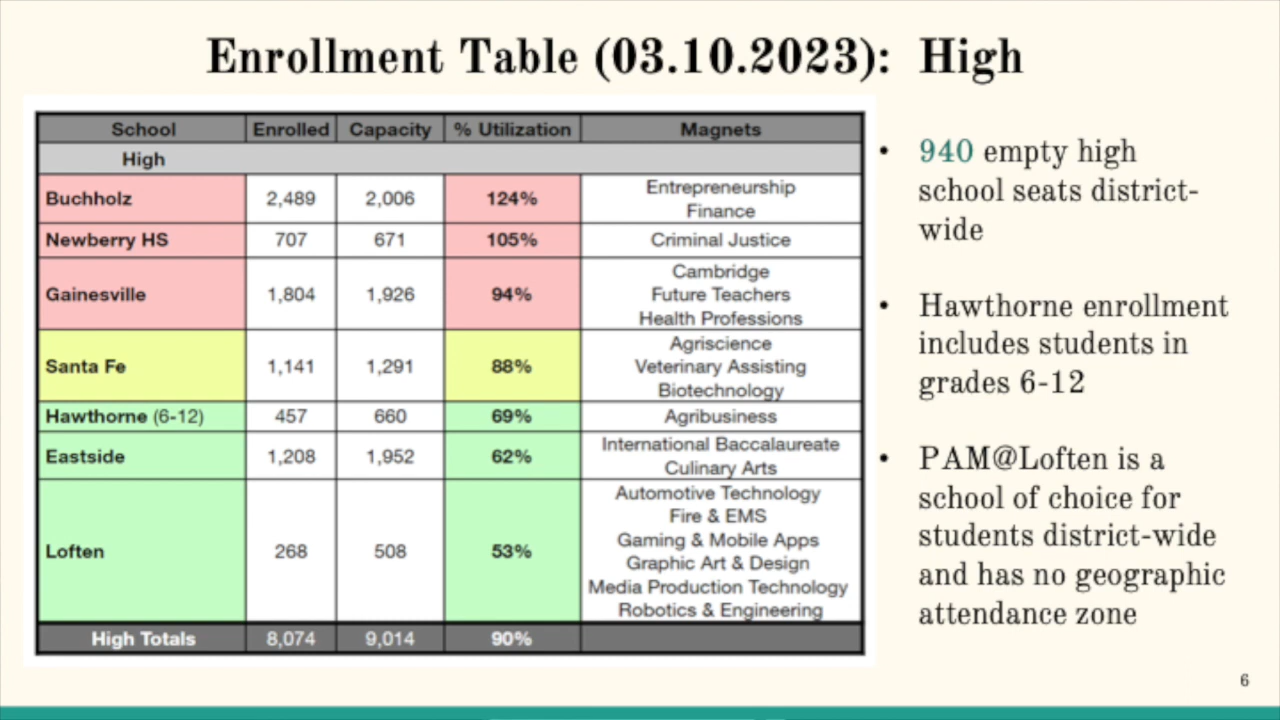 Enrollment Table (03.10.2023): High
School Enrolled Capacity % Utilization Magnets
High
Buchholz 2,489 2,006 124% Entrepreneurship
Finance
Newberry HS 707 671 105% Criminal Justice
Gainesville 1,804 1,926 94% Cambridge
Future Teachers
Health Professions
Santa Fe 1,141 1,291 88% Agriscience
Veterinary Assisting
Biotechnology
Hawthorne (6-12) 457 660 69% Agribusiness
Eastside 1,208 1,952 62% International Baccalaureate
Culinary Arts
Loften 268 508 53% Automotive Technology
Fire & EMS
Gaming & Mobile Apps
Graphic Art & Design
Media Production Technology
Robotics & Engineering
High Totals 8,074 9,014 90%
• 940 empty high
school seats district-
wide
• Hawthorne enrollment
includes students in
grades 6-12
• PAM@Loften is a
school of choice for
students district-wide
and has no geographic
attendance zone
6